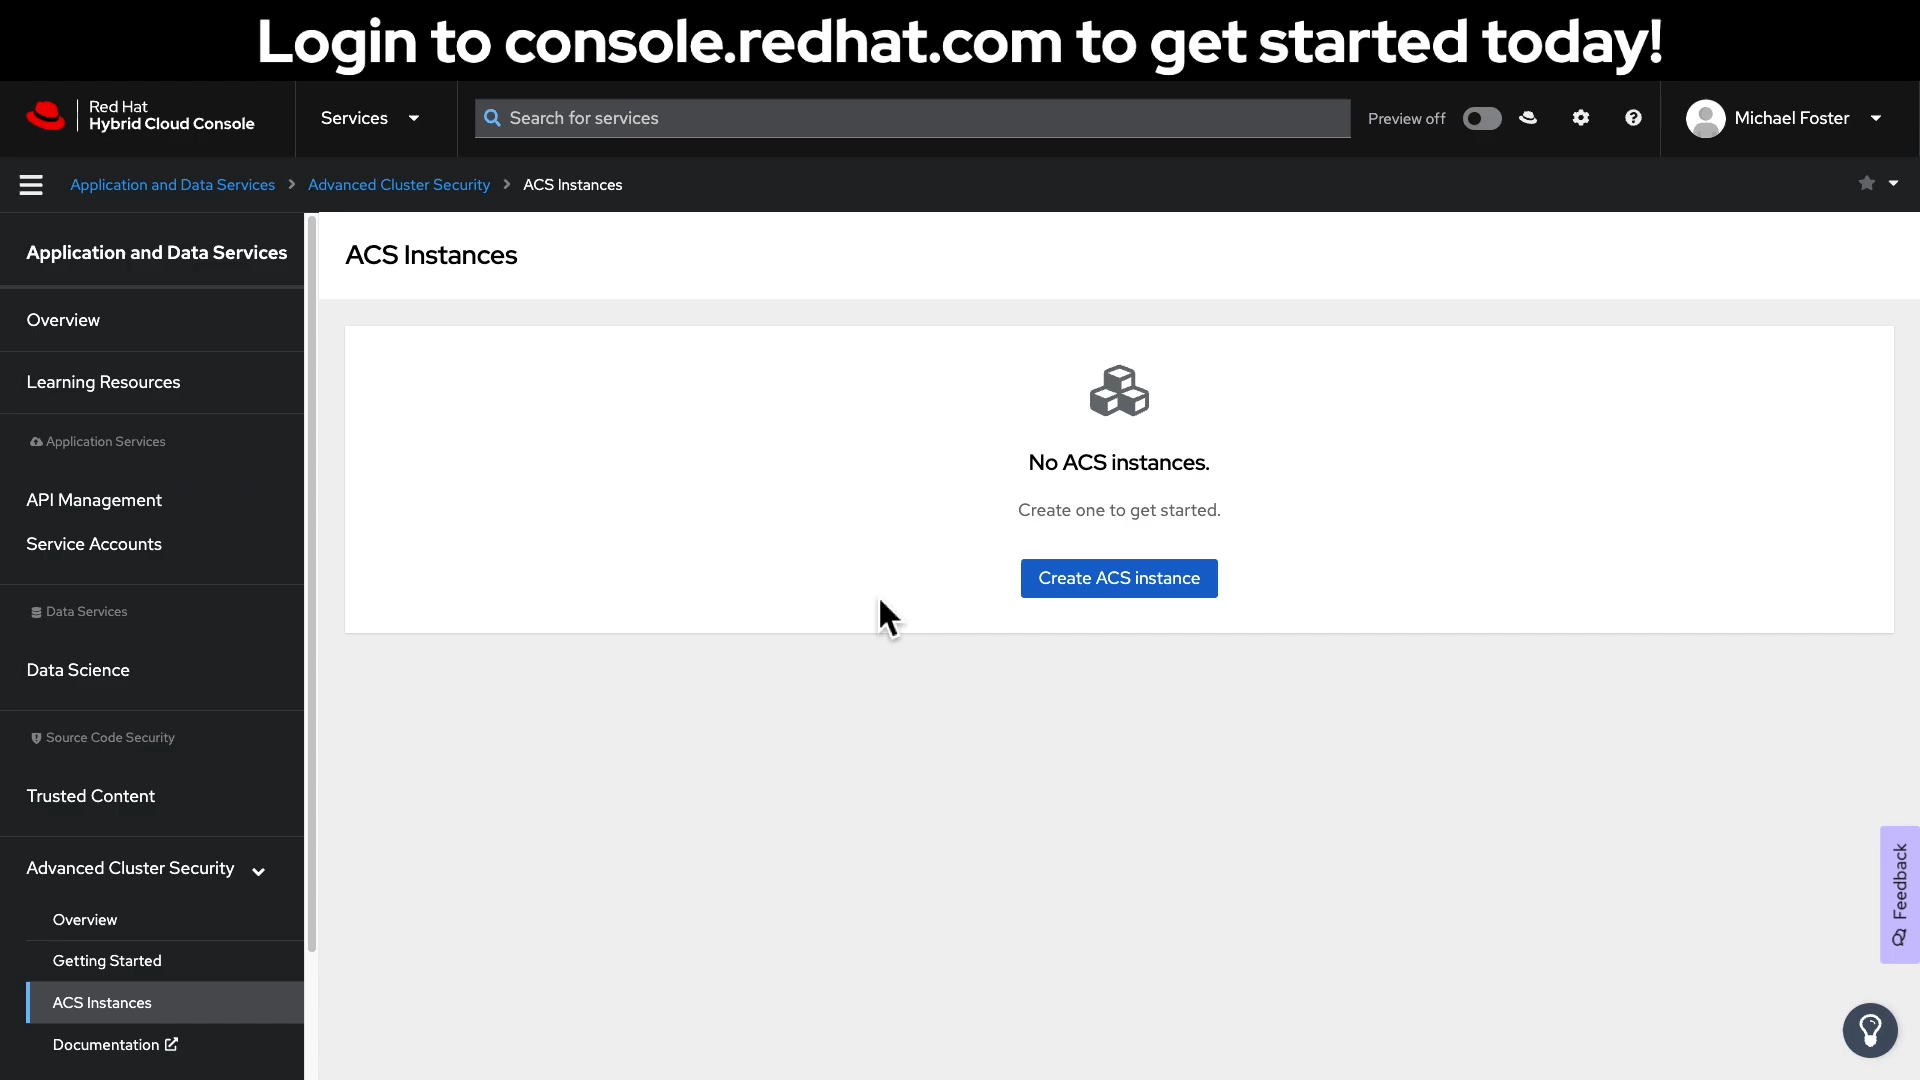 Login to console.redhat.com to get started today!
Red Hat
Hybrid Cloud Console
Services
Search for services
Preview off
Michael Foster
Application and Data Services
Advanced Cluster Security
ACS Instances
Application and Data Services
Overview
Learning Resources
Application Services
API Management
Service Accounts
Data Services
Data Science
Source Code Security
Trusted Content
Advanced Cluster Security
Overview
Getting Started
ACS Instances
Documentation
ACS Instances
No ACS instances.
Create one to get started.
Create ACS instance
Feedback